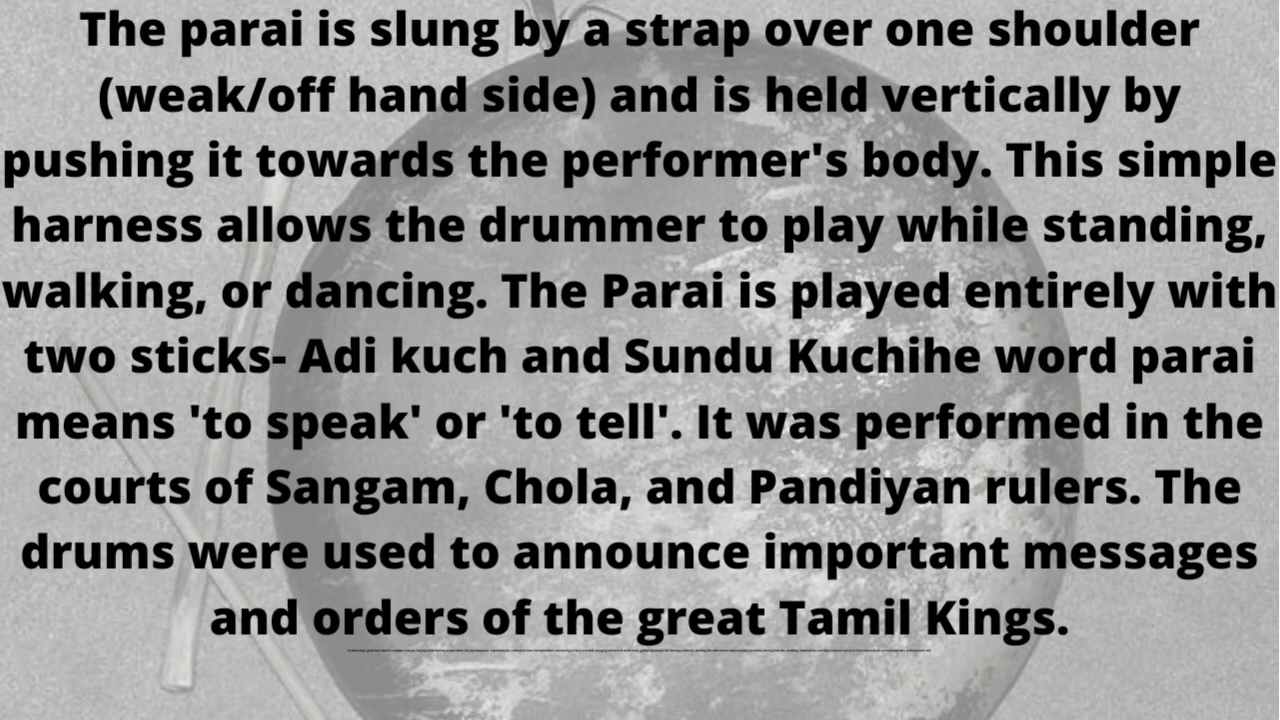 The parai is slung by a strap over one shoulder
(weak/off hand side) and is held vertically by
pushing it towards the performer's body. This simple
harness allows the drummer to play while standing,
walking, or dancing. The Parai is played entirely with
two sticks- Adi kuch and Sundu Kuchihe word parai
means 'to speak' or 'to tell'. It was performed in the
courts of Sangam, Chola, and Pandiyan rulers. The
drums were used to announce important messages
and orders of the great Tamil Kings.